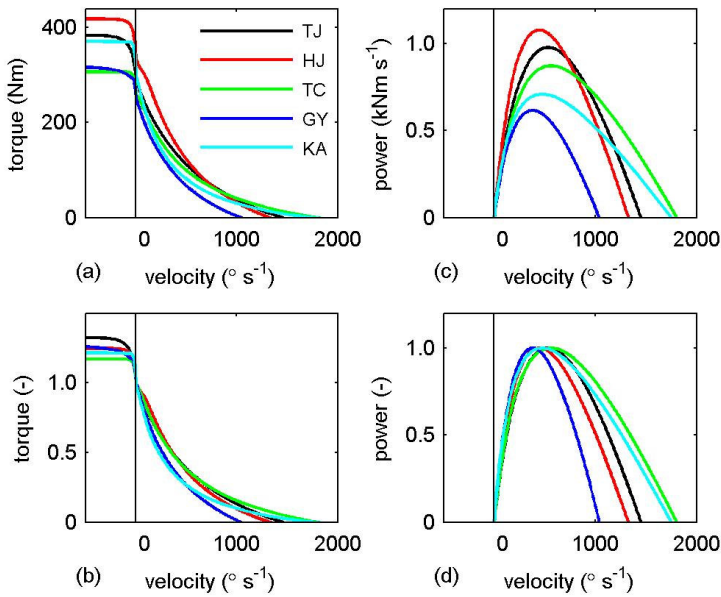 400
200
0
torque (Nm)
TJ
HJ
TC
GY
KA
0 1000 2000
(a) velocity (° s⁻¹)
1.0
0.5
0
power (kNm s⁻¹)
0 1000 2000
(c) velocity (° s⁻¹)
1.0
0.5
0
torque (-)
0 1000 2000
(b) velocity (° s⁻¹)
1.0
0.5
0
power (-)
0 1000 2000
(d) velocity (° s⁻¹)